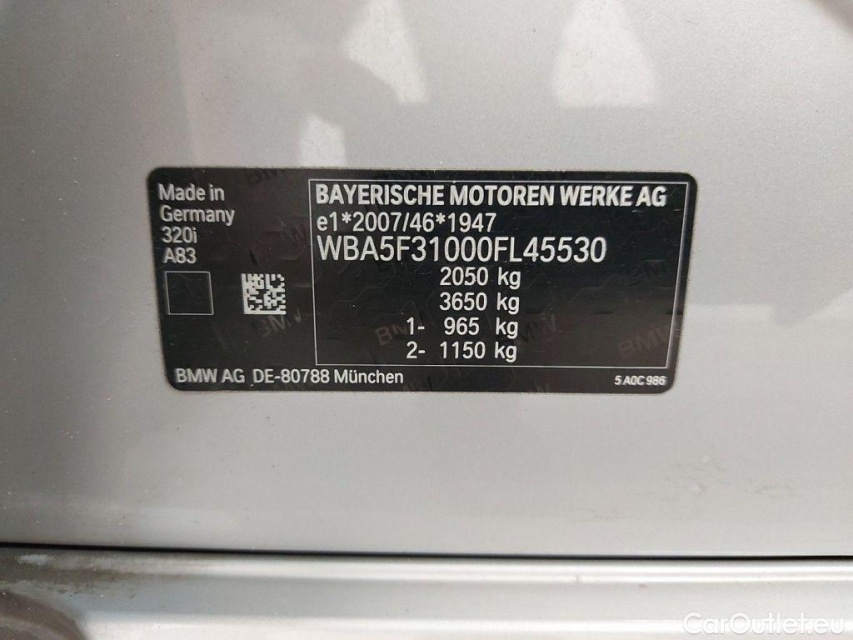 Made in
Germany
320i
A83
BAYERISCHE MOTOREN WERKE AG
e1*2007/46*1947
WBA5F31000FL45530
2050 kg
3650 kg
1- 965 kg
2- 1150 kg
BMW AG DE-80788 München
5 A0C 986
CarOutlet.eu